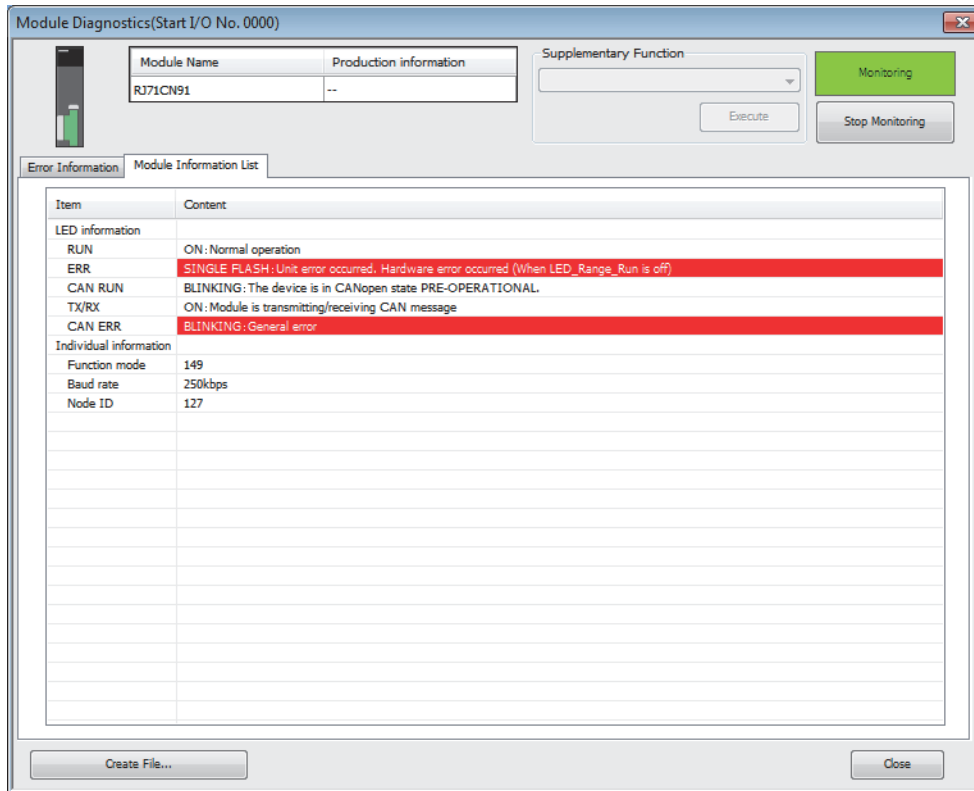 Module Diagnostics(Start I/O No. 0000)
Module Name Production information
RJ71CN91 --
Supplementary Function
Execute
Monitoring
Stop Monitoring
Error Information Module Information List
Item Content
LED information
RUN ON:Normal operation
ERR SINGLE FLASH:Unit error occurred. Hardware error occurred (When LED_Range_Run is off)
CAN RUN BLINKING:The device is in CANopen state PRE-OPERATIONAL.
TX/RX ON:Module is transmitting/receiving CAN message
CAN ERR BLINKING:General error
Individual information
Function mode 149
Baud rate 250kbps
Node ID 127
Create File... Close